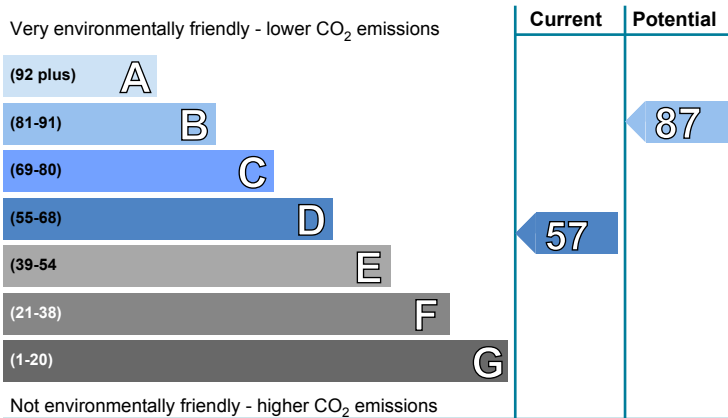 Current Potential
Very environmentally friendly - lower CO2 emissions
(92 plus) A
(81-91) B
87
(69-80) C
(55-68) D
57
(39-54 E
(21-38) F
(1-20) G
Not environmentally friendly - higher CO2 emissions